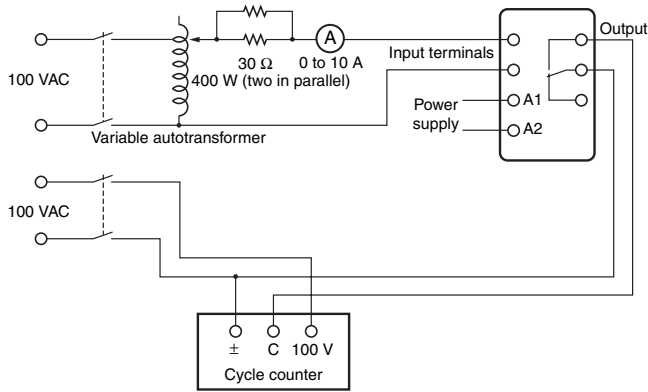 Output
A
Input terminals
30 Ω
0 to 10 A
400 W (two in parallel)
100 VAC
A1
Power
supply
A2
Variable autotransformer
100 VAC
±
C
100 V
Cycle counter